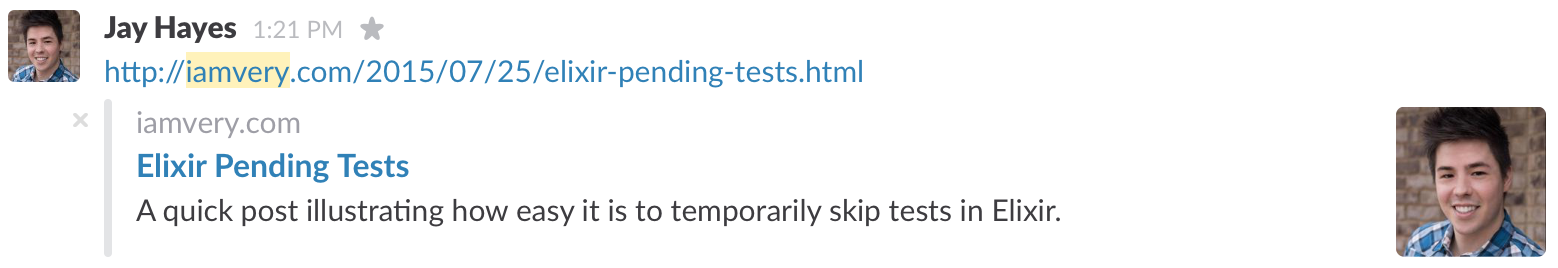 Jay Hayes 1:21 PM
http://iamvery.com/2015/07/25/elixir-pending-tests.html
iamvery.com
Elixir Pending Tests
A quick post illustrating how easy it is to temporarily skip tests in Elixir.